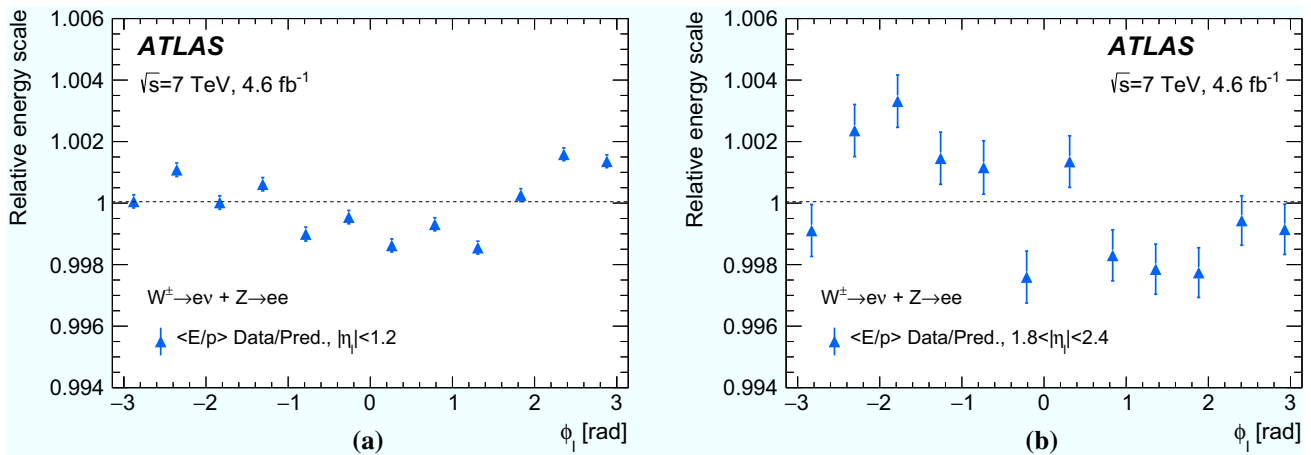 Relative energy scale
1.006
1.004
1.002
1
0.998
0.996
0.994
ATLAS
√s=7 TeV, 4.6 fb⁻¹
W±→eν + Z→ee
<E/p> Data/Pred., |ηl|<1.2
−3 −2 −1 0 1 2 3
ϕl [rad]
(a)
Relative energy scale
1.006
1.004
1.002
1
0.998
0.996
0.994
ATLAS
√s=7 TeV, 4.6 fb⁻¹
W±→eν + Z→ee
<E/p> Data/Pred., 1.8<|ηl|<2.4
−3 −2 −1 0 1 2 3
ϕl [rad]
(b)